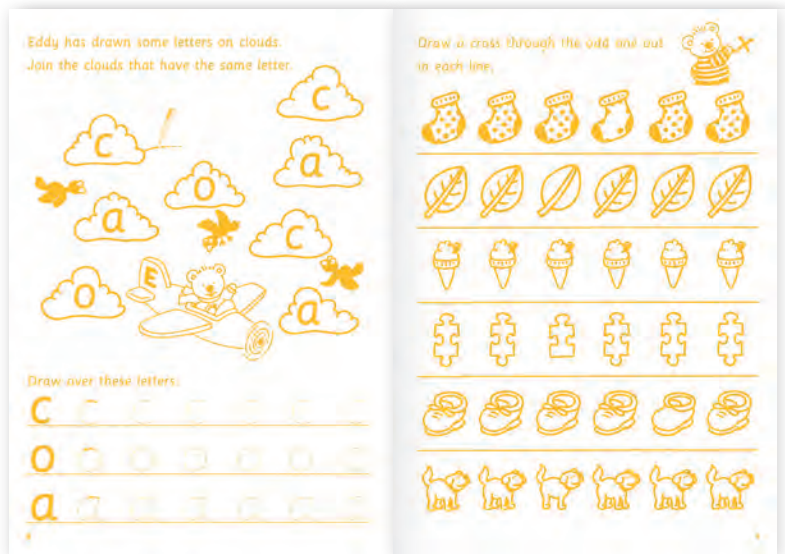 Eddy has drawn some letters on clouds.
Join the clouds that have the same letter.
c
c
a
o
a
c
o
E
a
Draw over these letters.
c c c c c c c
o o o o o o o
a a a a a a a
Draw a cross through the odd one out
in each line.